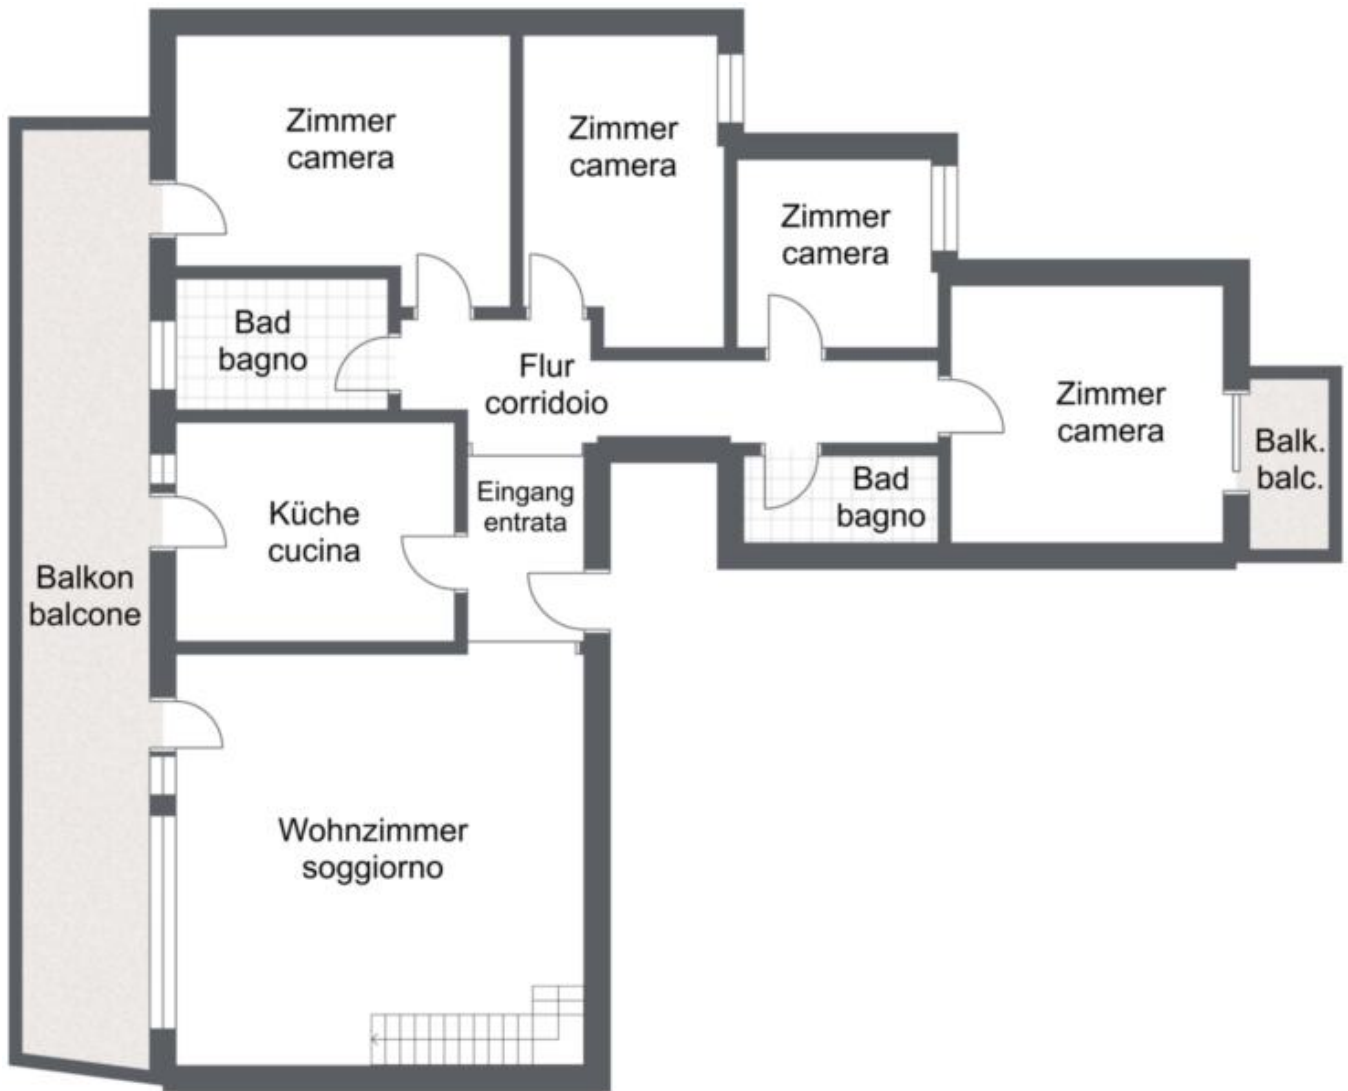 Zimmer
camera
Zimmer
camera
Zimmer
camera
Bad
bagno
Flur
corridoio
Zimmer
camera
Balk.
balc.
Bad
bagno
Eingang
entrata
Küche
cucina
Balkon
balcone
Wohnzimmer
soggiorno